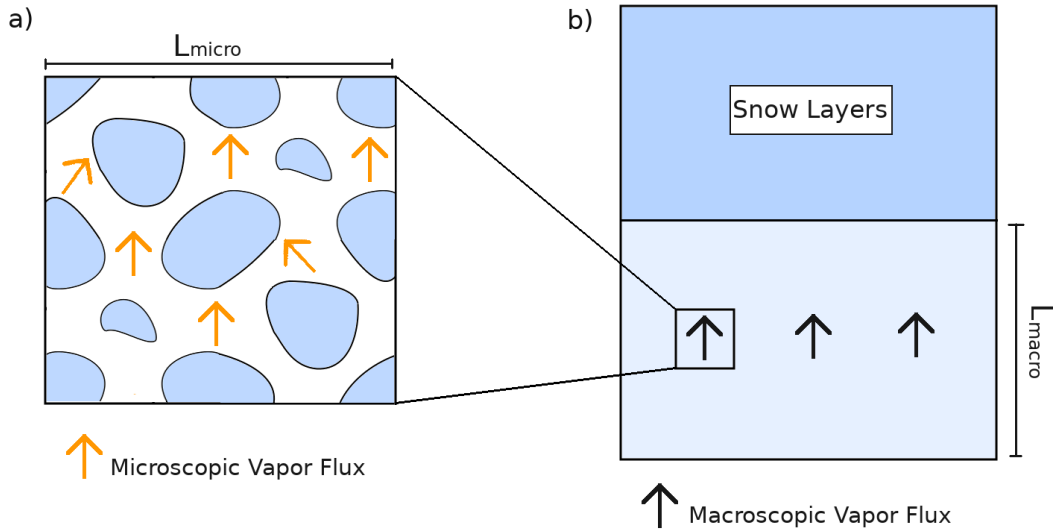 a)
Lmicro
Microscopic Vapor Flux
b)
Snow Layers
Lmacro
Macroscopic Vapor Flux